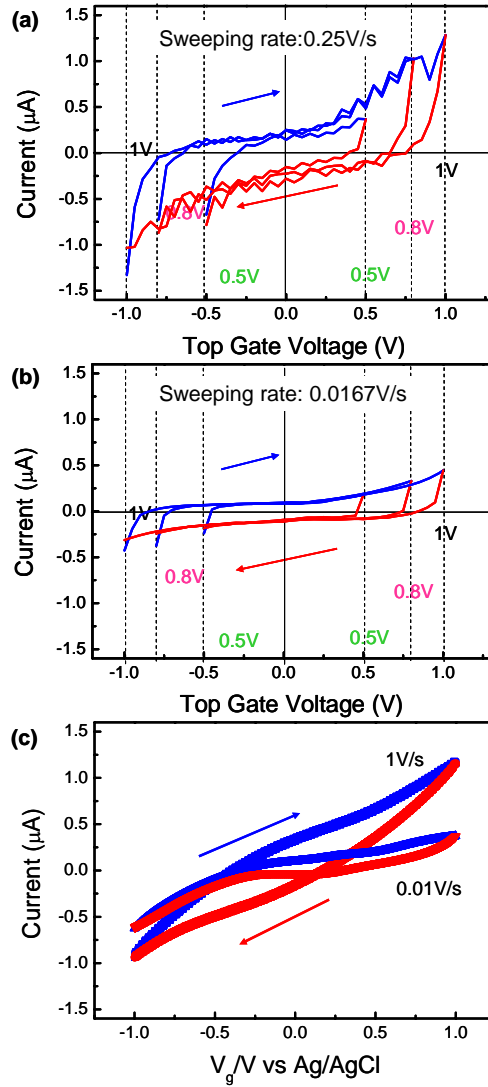 (a)
Sweeping rate:0.25V/s
1.5
1.0
0.5
0.0
-0.5
-1.0
-1.5
Current (μA)
1V
1V
0.8V
0.8V
0.5V
0.5V
-1.0 -0.5 0.0 0.5 1.0
Top Gate Voltage (V)
(b)
Sweeping rate: 0.0167V/s
1.5
1.0
0.5
0.0
-0.5
-1.0
-1.5
Current (μA)
1V
1V
0.8V
0.8V
0.5V
0.5V
-1.0 -0.5 0.0 0.5 1.0
Top Gate Voltage (V)
(c)
1.5
1.0
0.5
0.0
-0.5
-1.0
-1.5
Current (μA)
1V/s
0.01V/s
-1.0 -0.5 0.0 0.5 1.0
Vg/V vs Ag/AgCl